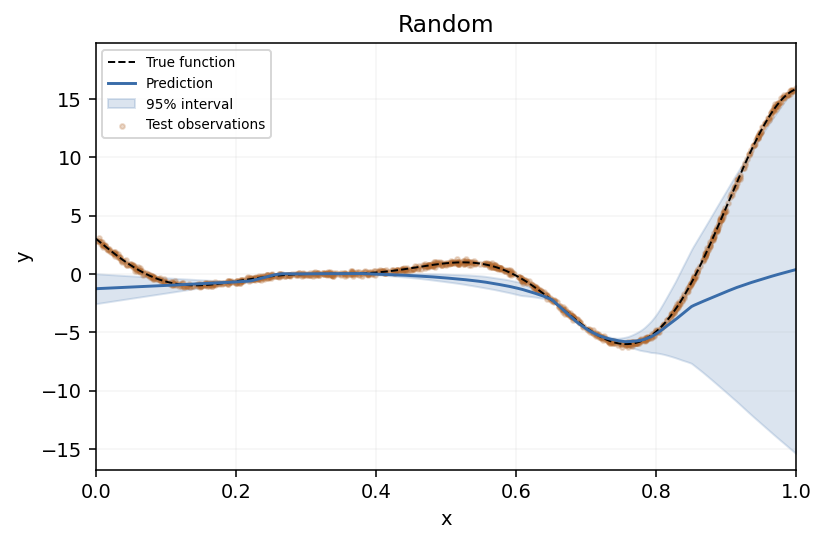 Random
True function
Prediction
95% interval
Test observations
15
10
5
0
−5
−10
−15
y
0.0 0.2 0.4 0.6 0.8 1.0
x